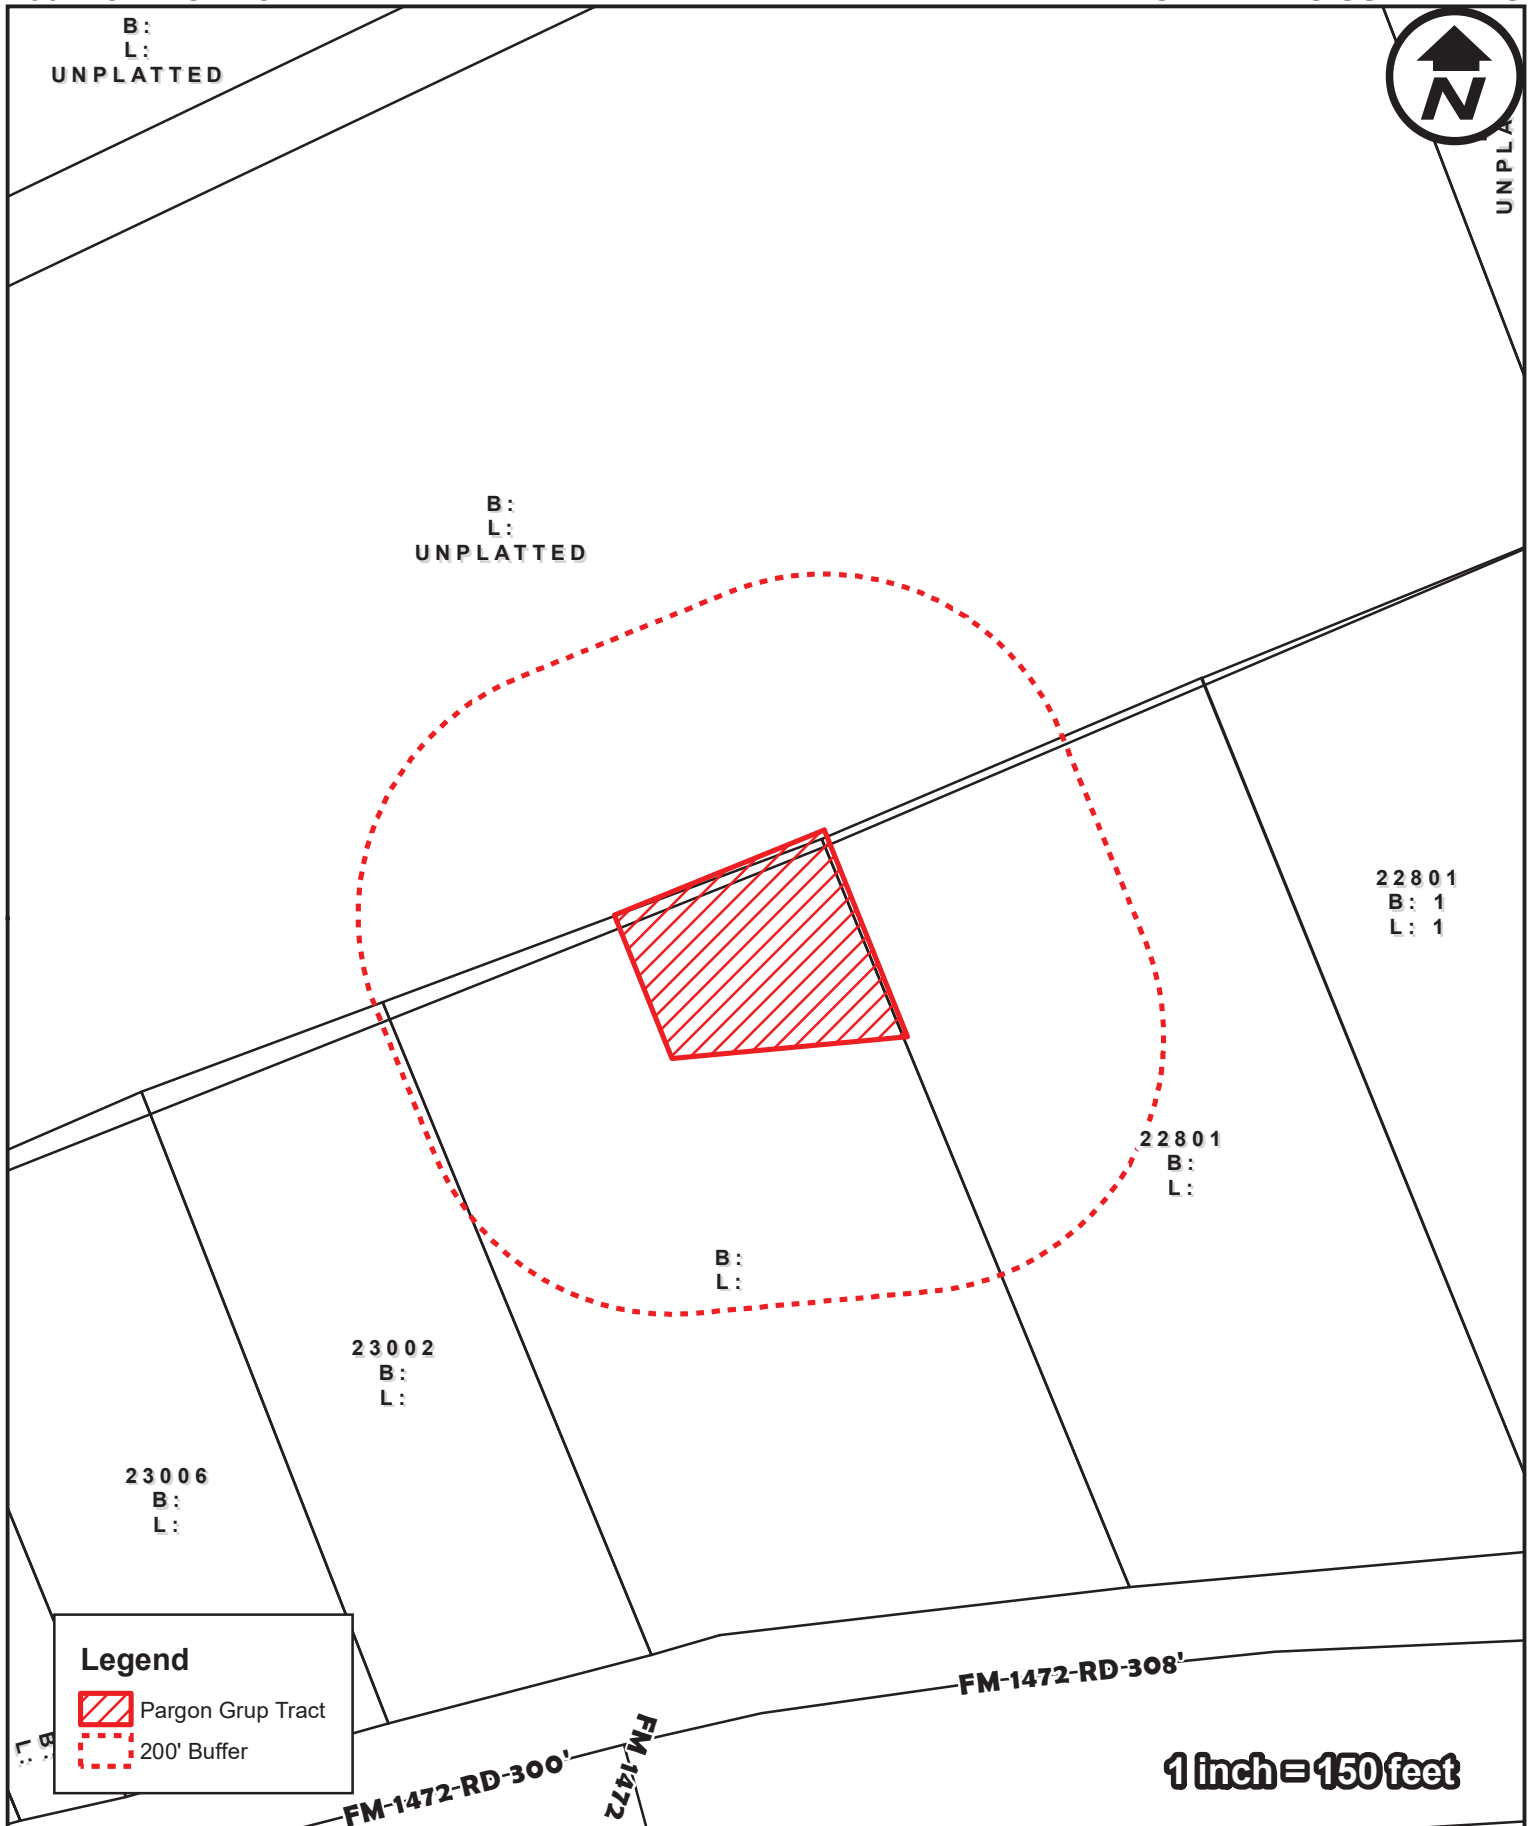 B:
L:
UNPLATTED
N
UNPLA
B:
L:
UNPLATTED
22801
B: 1
L: 1
22801
B:
L:
B:
L:
23002
B:
L:
23006
B:
L:
Legend
Pargon Grup Tract
200' Buffer
B:
L:
FM-1472-RD-308'
FM-1472-RD-300'
FM 1472
1 inch = 150 feet